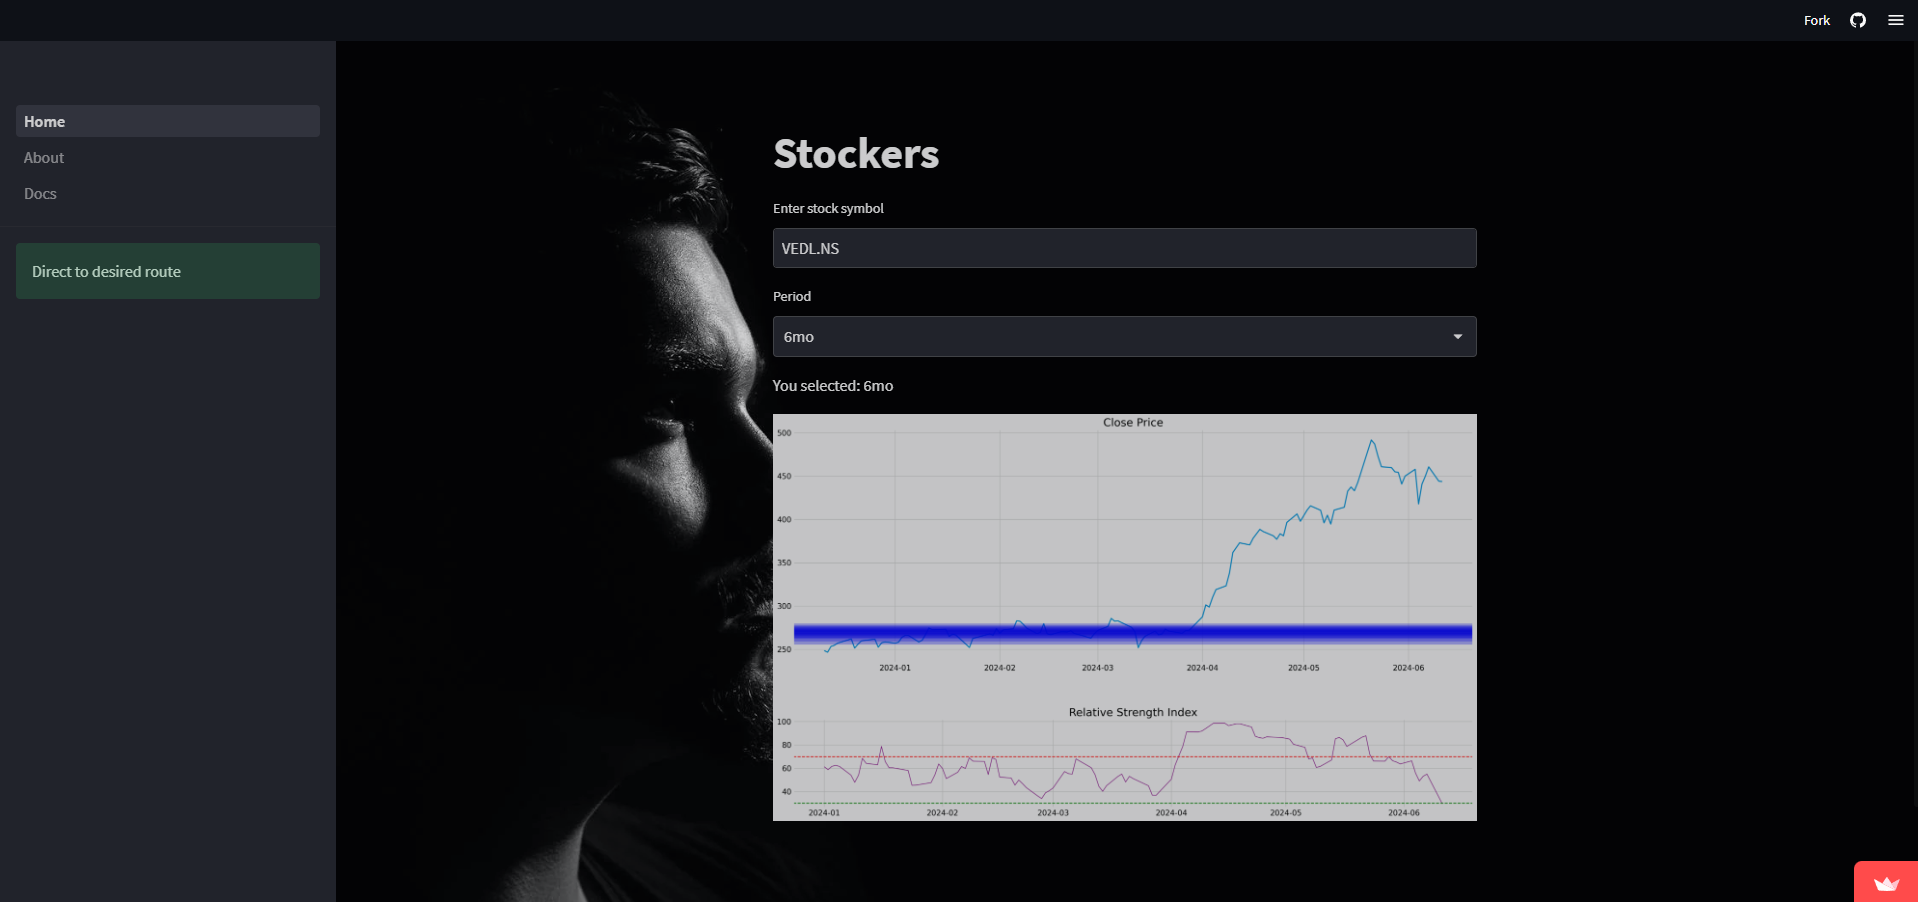 Fork
Home
About
Docs
Direct to desired route
Stockers
Enter stock symbol
VEDL.NS
Period
6mo
You selected: 6mo
Close Price
500
450
400
350
300
250
2024-01 2024-02 2024-03 2024-04 2024-05 2024-06
Relative Strength Index
100
80
60
40
2024-01 2024-02 2024-03 2024-04 2024-05 2024-06